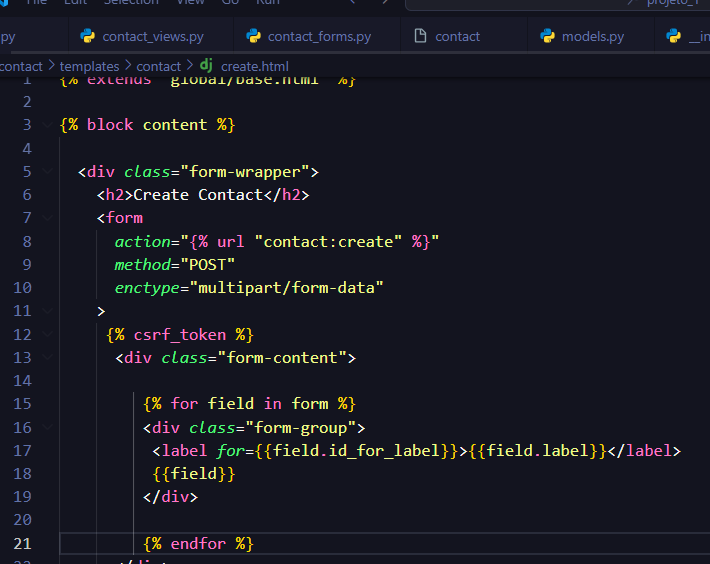 File Edit Selection View Go Run projeto_Y
py contact_views.py contact_forms.py contact models.py
contact > templates > contact > dj create.html
1 {% extends "global/base.html" %}
2
3 {% block content %}
4
5 <div class="form-wrapper">
6 <h2>Create Contact</h2>
7 <form
8 action="{% url "contact:create" %}"
9 method="POST"
10 enctype="multipart/form-data"
11 >
12 {% csrf_token %}
13 <div class="form-content">
14
15 {% for field in form %}
16 <div class="form-group">
17 <label for={{field.id_for_label}}>{{field.label}}</label>
18 {{field}}
19 </div>
20
21 {% endfor %}